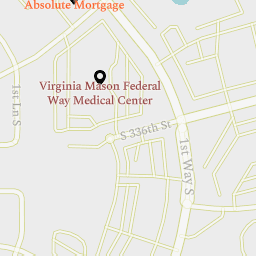 Absolute Mortgage
Virginia Mason Federal
Way Medical Center
1st Ln S
S 336th St
1st Way S